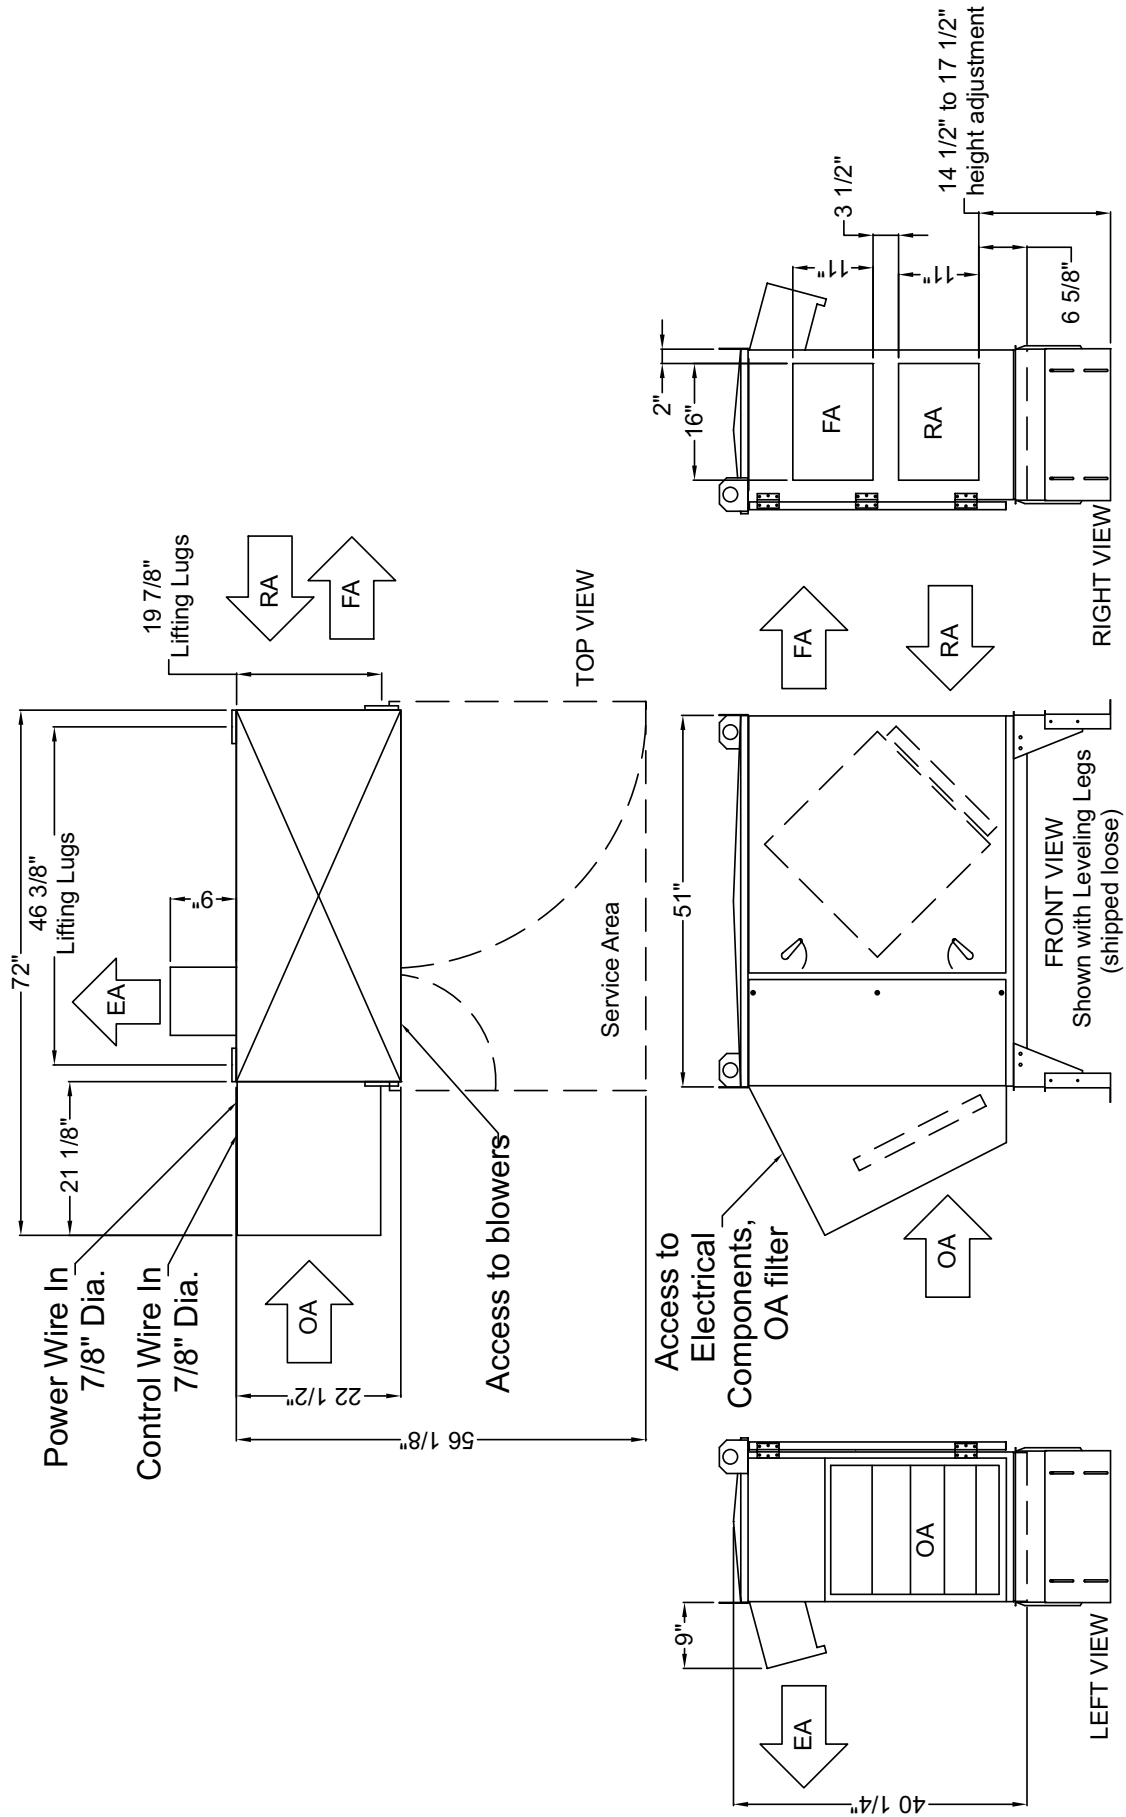 72"
46 3/8"
Lifting Lugs
21 1/8"
9"
EA
Power Wire In
7/8" Dia.
Control Wire In
7/8" Dia.
19 7/8"
Lifting Lugs
RA
FA
OA
22 1/2"
56 1/8"
Access to blowers
Service Area
TOP VIEW
EA
9"
40 1/4"
OA
LEFT VIEW
Access to
Electrical
Components,
OA filter
OA
51"
FA
RA
FRONT VIEW
Shown with Leveling Legs
(shipped loose)
2"
16"
FA
RA
11"
11"
3 1/2"
14 1/2" to 17 1/2"
height adjustment
6 5/8"
RIGHT VIEW